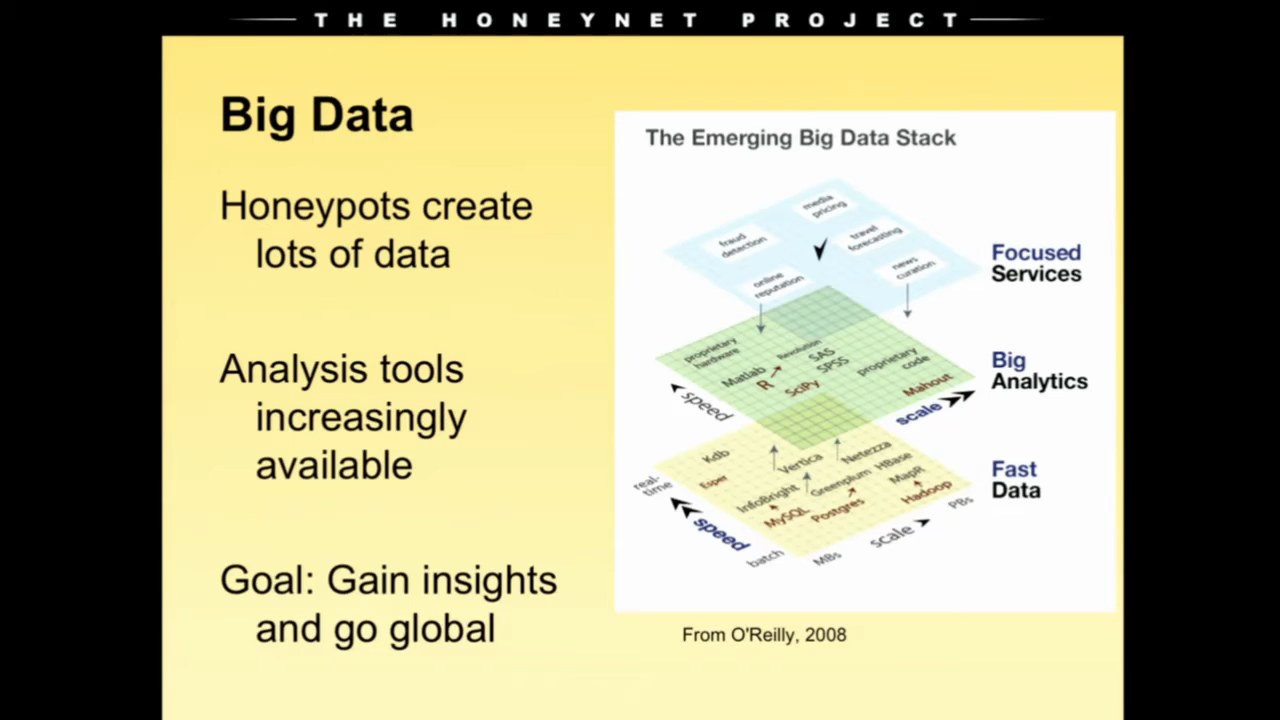 THE HONEYNET PROJECT
Big Data
Honeypots create
lots of data
Analysis tools
increasingly
available
Goal: Gain insights
and go global
The Emerging Big Data Stack
media
pricing
fraud
detection
travel
forecasting
online
reputation
news
curation
Focused
Services
proprietary
hardware
Matlab
R
Revolution
SAS
SPSS
SciPy
proprietary
code
Mahout
speed
scale
Big
Analytics
Kdb
Esper
Vertica
Netezza
InfoBright
Greenplum
HBase
MapR
MySQL
Postgres
Hadoop
real-
time
speed
batch
MBs
scale
PBs
Fast
Data
From O'Reilly, 2008